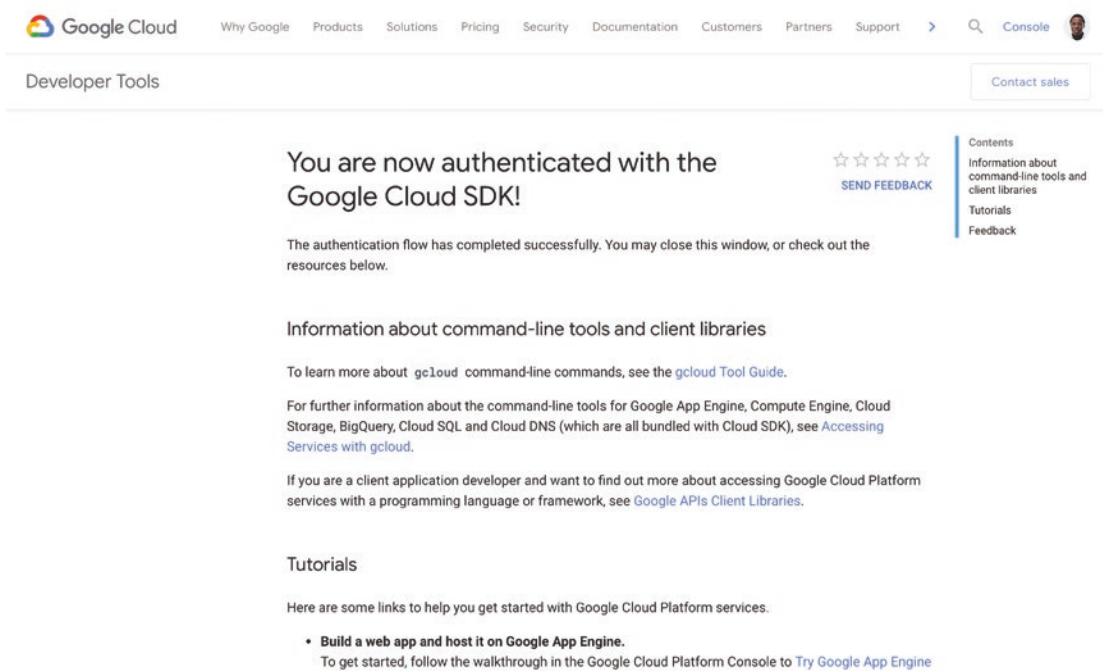 Google Cloud
Why Google Products Solutions Pricing Security Documentation Customers Partners Support
Console
Developer Tools
Contact sales
You are now authenticated with the
Google Cloud SDK!
SEND FEEDBACK
The authentication flow has completed successfully. You may close this window, or check out the
resources below.
Contents
Information about
command-line tools and
client libraries
Tutorials
Feedback
Information about command-line tools and client libraries
To learn more about gcloud command-line commands, see the gcloud Tool Guide.
For further information about the command-line tools for Google App Engine, Compute Engine, Cloud
Storage, BigQuery, Cloud SQL and Cloud DNS (which are all bundled with Cloud SDK), see Accessing
Services with gcloud.
If you are a client application developer and want to find out more about accessing Google Cloud Platform
services with a programming language or framework, see Google APIs Client Libraries.
Tutorials
Here are some links to help you get started with Google Cloud Platform services.
• Build a web app and host it on Google App Engine.
To get started, follow the walkthrough in the Google Cloud Platform Console to Try Google App Engine